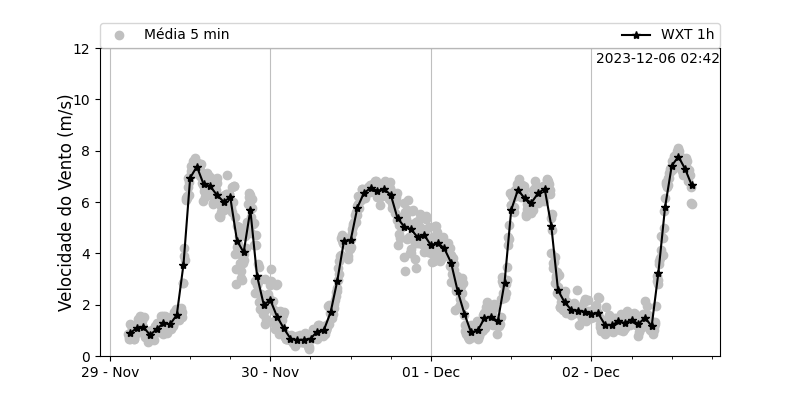 Média 5 min
WXT 1h
2023-12-06 02:42
Velocidade do Vento (m/s)
12
10
8
6
4
2
0
29 - Nov
30 - Nov
01 - Dec
02 - Dec